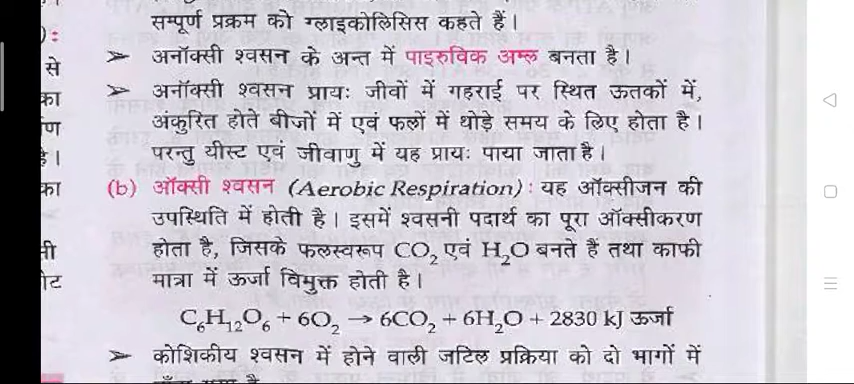 सम्पूर्ण प्रक्रम को ग्लाइकोलिसिस कहते हैं।
➢ अनॉक्सी श्वसन के अन्त में पाइरुविक अम्ल बनता है।
➢ अनॉक्सी श्वसन प्रायः जीवों में गहराई पर स्थित ऊतकों में,
अंकुरित होते बीजों में एवं फलों में थोड़े समय के लिए होता है।
परन्तु यीस्ट एवं जीवाणु में यह प्रायः पाया जाता है।
(b) ऑक्सी श्वसन (Aerobic Respiration) : यह ऑक्सीजन की
उपस्थिति में होती है। इसमें श्वसनी पदार्थ का पूरा ऑक्सीकरण
होता है, जिसके फलस्वरूप CO₂ एवं H₂O बनते हैं तथा काफी
मात्रा में ऊर्जा विमुक्त होती है।
C₆H₁₂O₆ + 6O₂ → 6CO₂ + 6H₂O + 2830 kJ ऊर्जा
➢ कोशिकीय श्वसन में होने वाली जटिल प्रक्रिया को दो भागों में
) :
से
का
ण
है।
का
सी
ोट